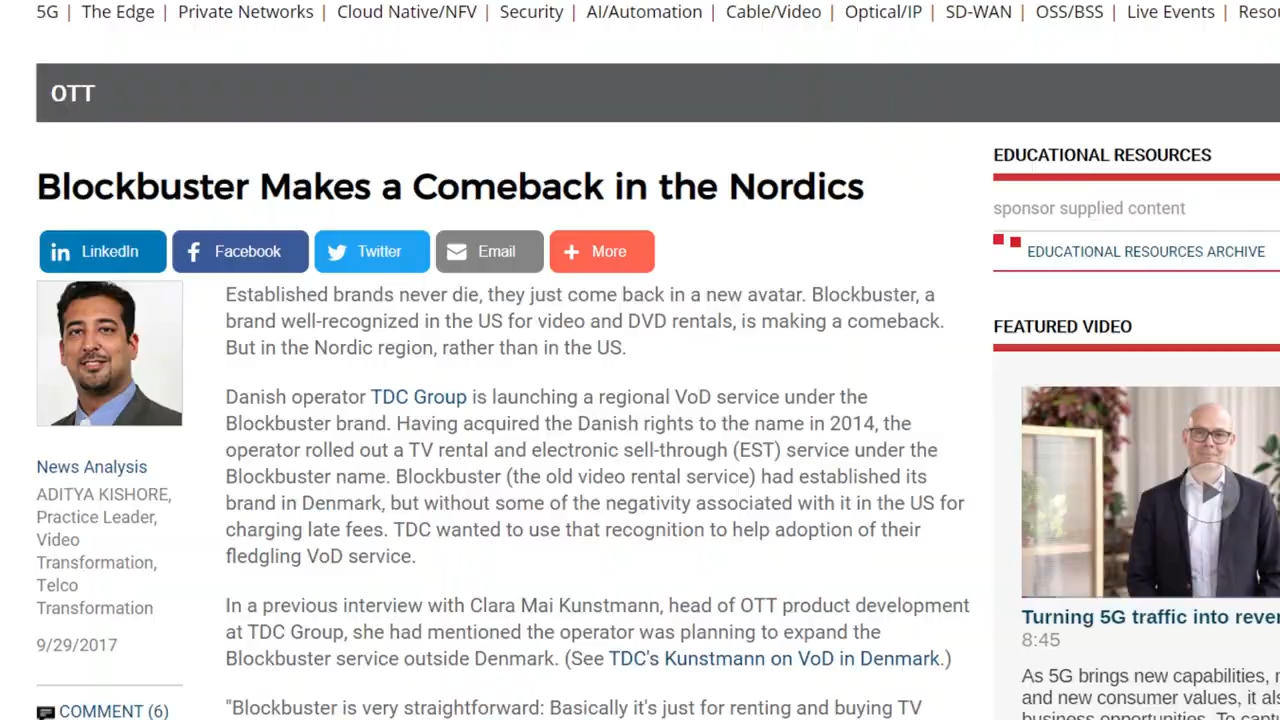 5G | The Edge | Private Networks | Cloud Native/NFV | Security | AI/Automation | Cable/Video | Optical/IP | SD-WAN | OSS/BSS | Live Events |
OTT
Blockbuster Makes a Comeback in the Nordics
in LinkedIn
f Facebook
Twitter
Email
+ More
Established brands never die, they just come back in a new avatar. Blockbuster, a
brand well-recognized in the US for video and DVD rentals, is making a comeback.
But in the Nordic region, rather than in the US.
Danish operator TDC Group is launching a regional VoD service under the
Blockbuster brand. Having acquired the Danish rights to the name in 2014, the
operator rolled out a TV rental and electronic sell-through (EST) service under the
Blockbuster name. Blockbuster (the old video rental service) had established its
brand in Denmark, but without some of the negativity associated with it in the US for
charging late fees. TDC wanted to use that recognition to help adoption of their
fledgling VoD service.
In a previous interview with Clara Mai Kunstmann, head of OTT product development
at TDC Group, she had mentioned the operator was planning to expand the
Blockbuster service outside Denmark. (See TDC's Kunstmann on VoD in Denmark.)
"Blockbuster is very straightforward: Basically it's just for renting and buying TV
News Analysis
ADITYA KISHORE,
Practice Leader,
Video
Transformation,
Telco
Transformation
9/29/2017
COMMENT (6)
EDUCATIONAL RESOURCES
sponsor supplied content
EDUCATIONAL RESOURCES ARCHIVE
FEATURED VIDEO
Turning 5G traffic into
8:45
As 5G brings new capabilities,
and new consumer values, it
business opportunities. To